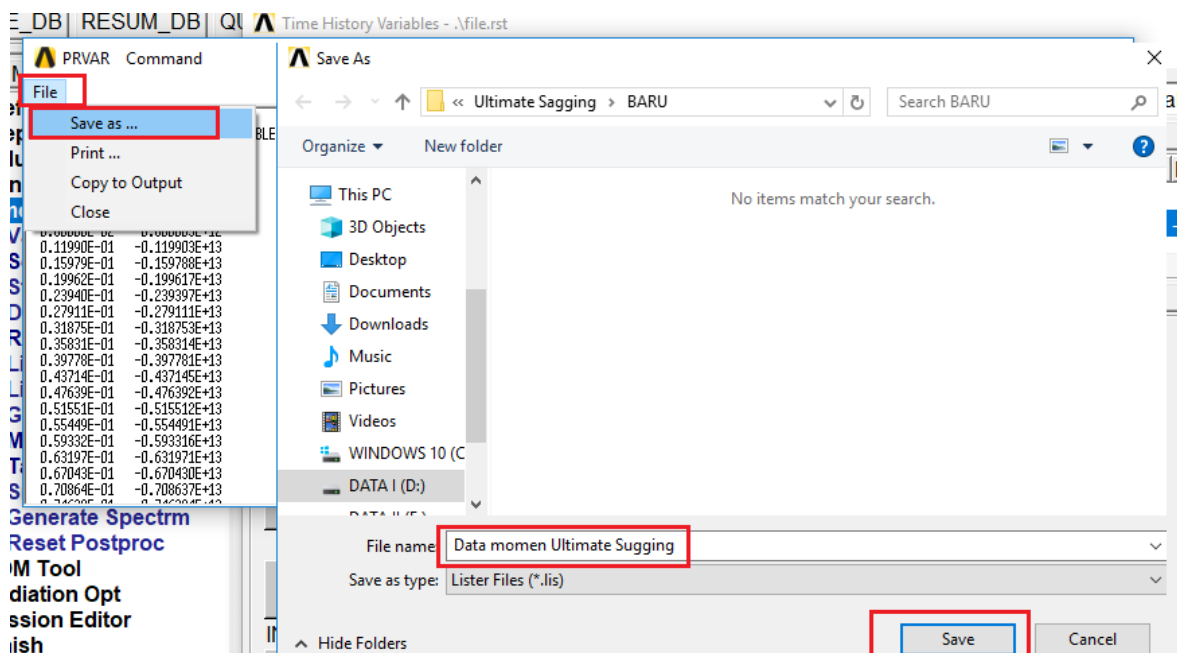 E_DB RESUM_DB
Time History Variables - .\file.rst
PRVAR Command
File
Save as ...
Print ...
Copy to Output
Close
0.11990E-01 -0.119903E+13
0.15979E-01 -0.159788E+13
0.19962E-01 -0.199617E+13
0.23940E-01 -0.239397E+13
0.27911E-01 -0.279111E+13
0.31875E-01 -0.318753E+13
0.35831E-01 -0.358314E+13
0.39778E-01 -0.397781E+13
0.43714E-01 -0.437145E+13
0.47639E-01 -0.476392E+13
0.51551E-01 -0.515512E+13
0.55449E-01 -0.554491E+13
0.59332E-01 -0.593316E+13
0.63197E-01 -0.631971E+13
0.67043E-01 -0.670430E+13
0.70864E-01 -0.708637E+13
Generate Spectrm
Reset Postproc
M Tool
diation Opt
ssion Editor
ish
Save As
« Ultimate Sagging > BARU
Search BARU
Organize
New folder
This PC
3D Objects
Desktop
Documents
Downloads
Music
Pictures
Videos
WINDOWS 10 (C
DATA I (D:)
No items match your search.
File name: Data momen Ultimate Sugging
Save as type: Lister Files (*.lis)
Hide Folders
Save
Cancel